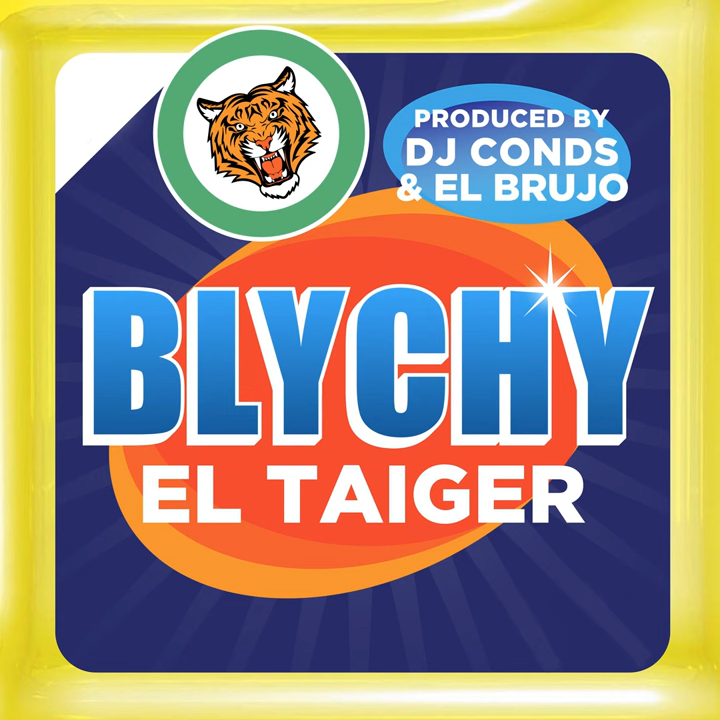 PRODUCED BY
DJ CONDS
& EL BRUJO
BLYCHY
EL TAIGER